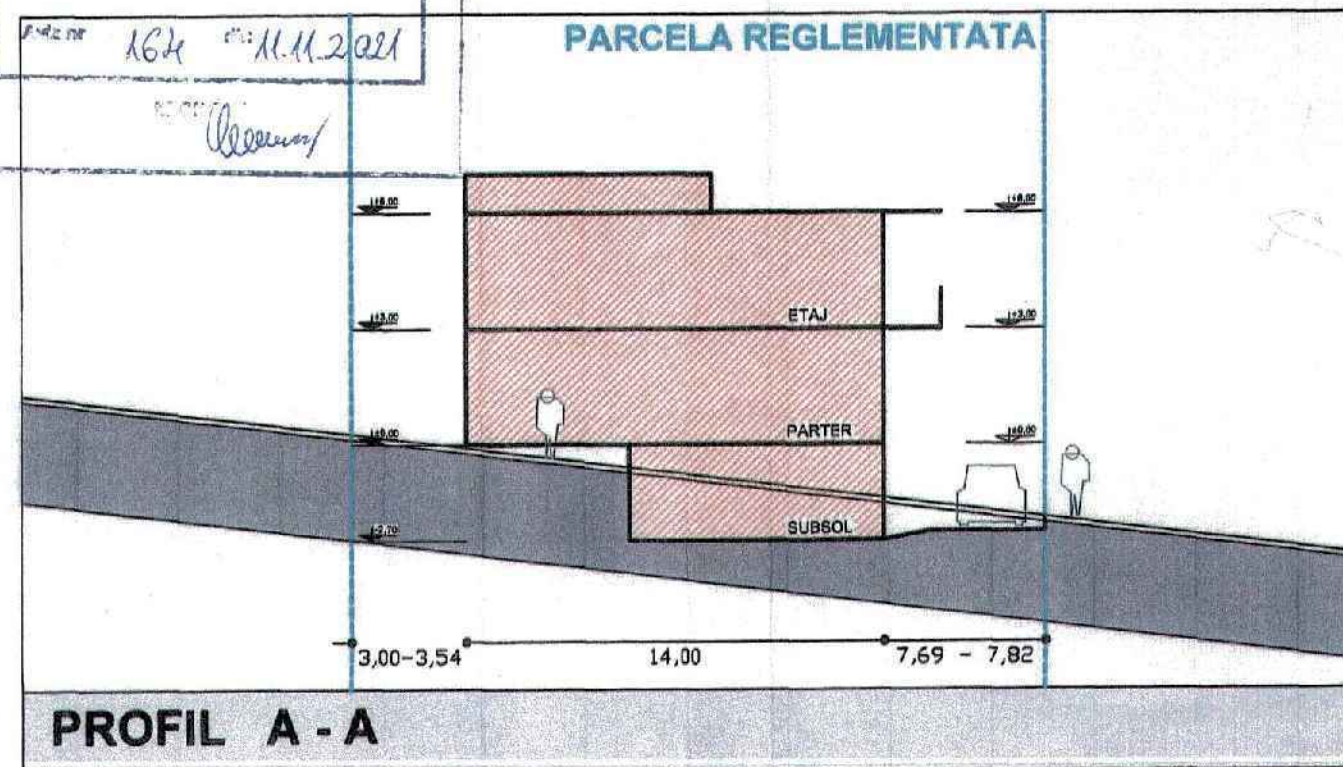 11.11.2021
PARCELA REGLEMENTATA
+6,00
+6,00
+3,00
+3,00
ETAJ
PARTER
±0,00
±0,00
SUBSOL
-2,70
3,00-3,54
14,00
7,69 - 7,82
PROFIL A - A